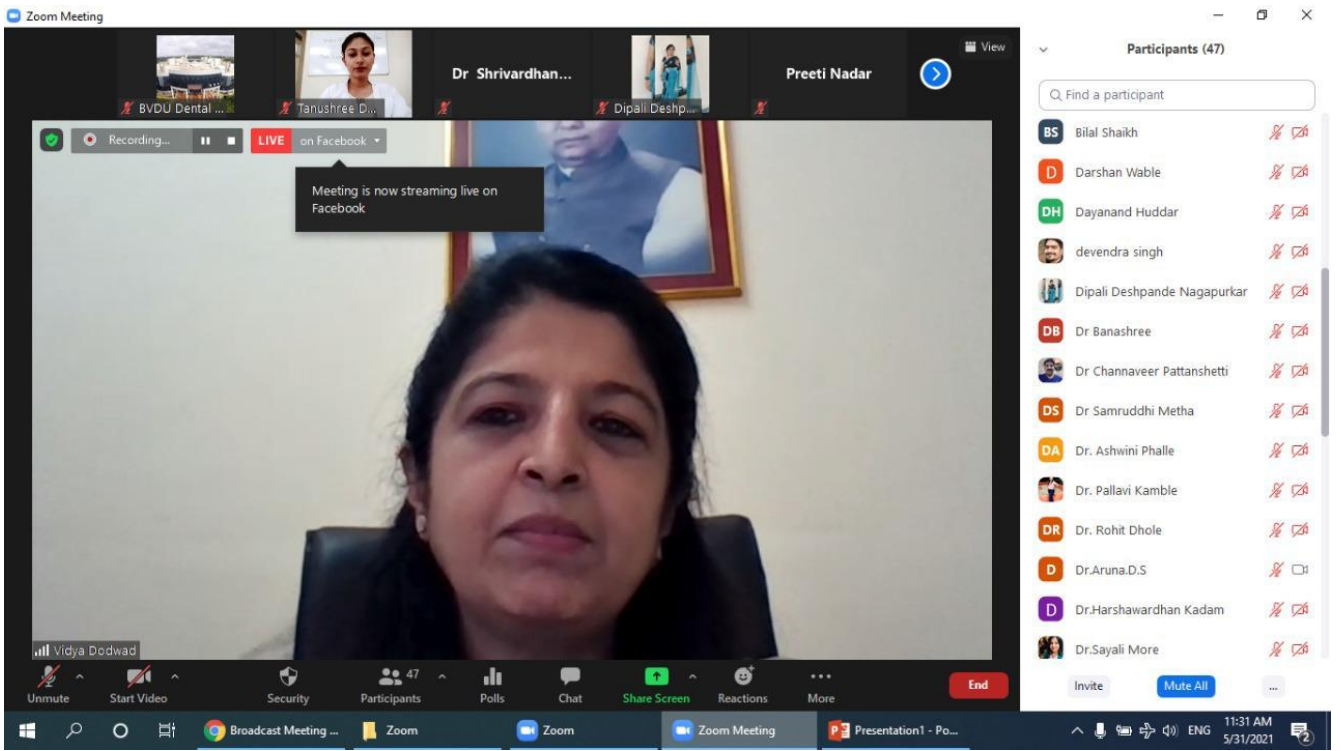 Zoom Meeting
BVDU Dental ...
Tanushree D...
Dr Shrivardhan...
Dipali Deshp...
Preeti Nadar
View
Recording...
LIVE on Facebook
Meeting is now streaming live on
Facebook
Vidya Dodwad
Unmute
Start Video
Security
47
Participants
Polls
Chat
Share Screen
Reactions
More
End
Participants (47)
Find a participant
BS Bilal Shaikh
D Darshan Wable
DH Dayanand Huddar
devendra singh
Dipali Deshpande Nagapurkar
DB Dr Banashree
Dr Channaveer Pattanshetti
DS Dr Samruddhi Metha
DA Dr. Ashwini Phalle
Dr. Pallavi Kamble
DR Dr. Rohit Dhole
D Dr.Aruna.D.S
D Dr.Harshawardhan Kadam
Dr.Sayali More
Invite
Mute All
...
Broadcast Meeting ...
Zoom
Zoom
Zoom Meeting
Presentation1 - Po...
ENG
11:31 AM
5/31/2021
2